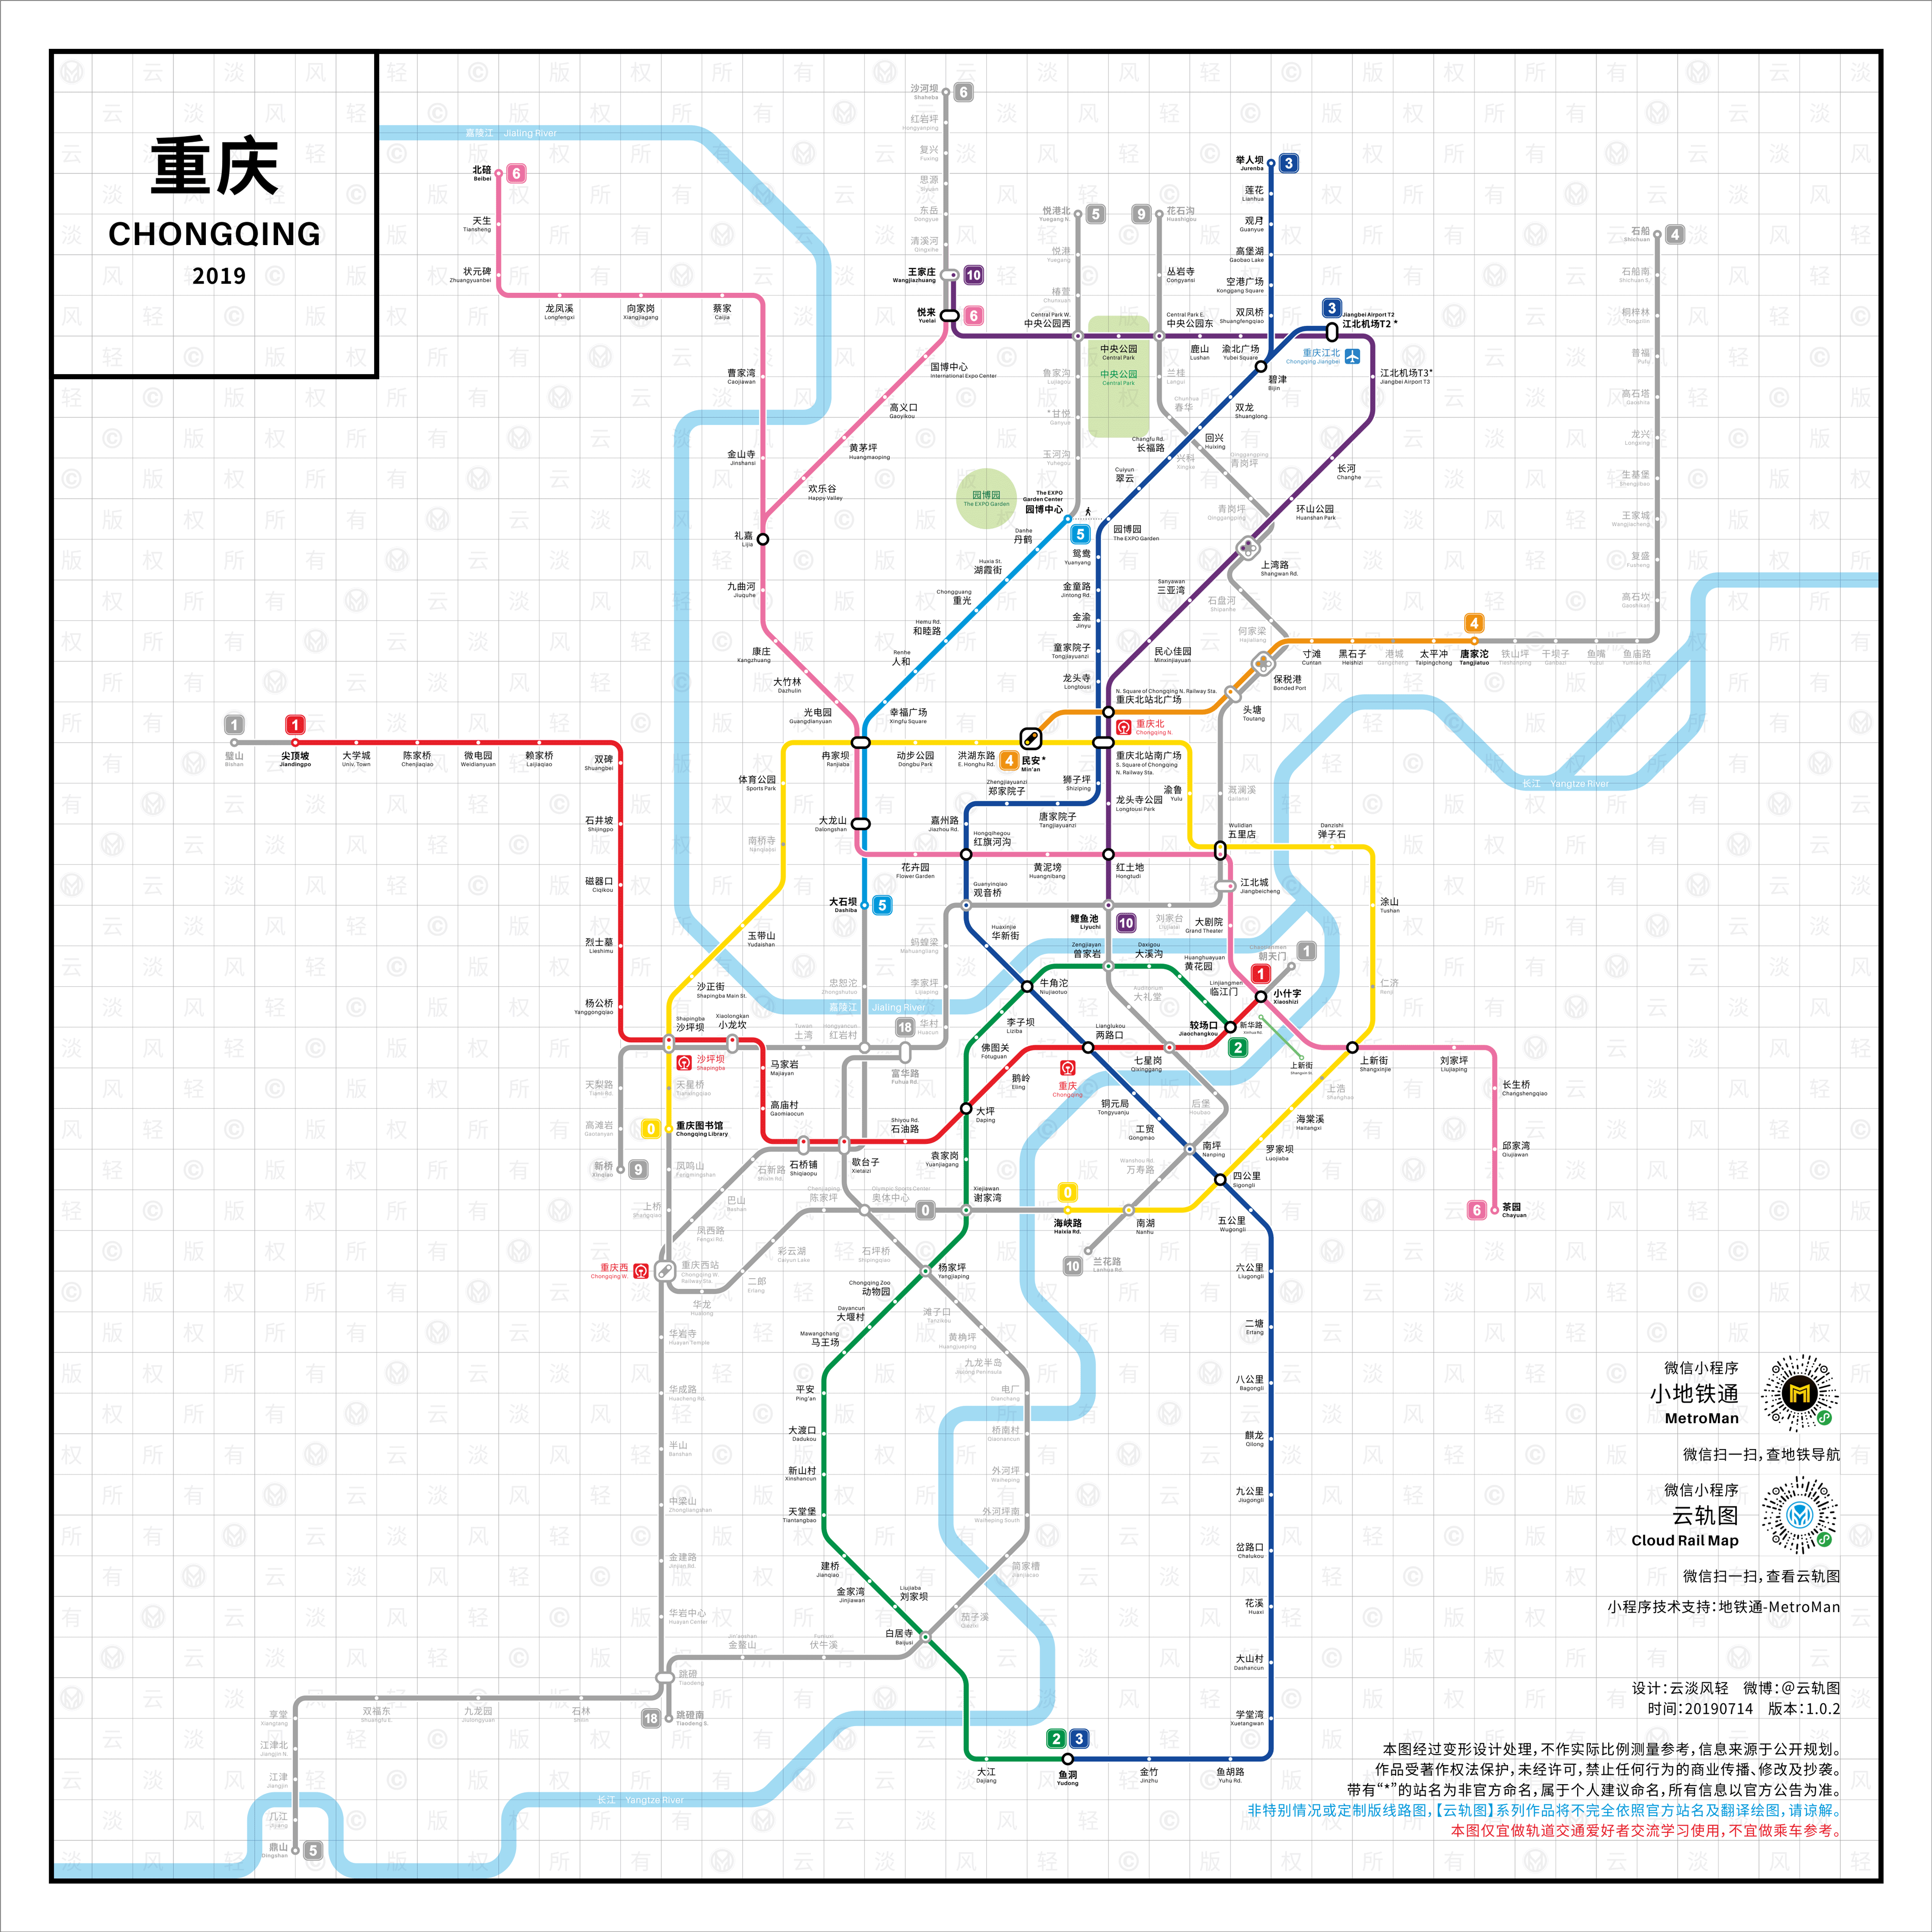 重庆
CHONGQING
2019
嘉陵江 Jialing River
沙河坝
Shaheba
6
红岩坪
Hongyanping
复兴
Fuxing
思源
Siyuan
东岳
Dongyue
清溪河
Qingxihe
王家庄
Wangjiazhuang
10
悦来
Yuelai
6
北碚
Beibei
6
天生
Tiansheng
状元碑
Zhuangyuanbei
龙凤溪
Longfengxi
向家岗
Xiangjiagang
蔡家
Caijia
曹家湾
Caojiawan
金山寺
Jinshansi
国博中心
International Expo Center
高义口
Gaoyikou
黄茅坪
Huangmaoping
欢乐谷
Happy Valley
礼嘉
Lijia
九曲河
Jiuquhe
康庄
Kangzhuang
大竹林
Dazhulin
光电园
Guangdianyuan
悦港北
Yuegang N.
5
9
花石沟
Huashigou
悦港
Yuegang
椿萱
Chunxuan
丛岩寺
Congyansi
Central Park W.
中央公园西
Central Park E.
中央公园东
中央公园
Central Park
中央公园
Central Park
鹿山
Lushan
渝北广场
Yubei Square
鲁家沟
Lujiagou
*甘悦
Ganyue
玉河沟
Yuhegou
兰桂
Langui
Chunhua
春华
兴科
Xingke
Qinggangping
青岗坪
青岗坪
Qinggangping
举人坝
Jurenba
3
莲花
Lianhua
观月
Guanyue
高堡湖
Gaobao Lake
空港广场
Konggang Square
双凤桥
Shuangfengqiao
3
Jiangbei Airport T2
江北机场T2 *
重庆江北
Chongqing Jiangbei
江北机场T3*
Jiangbei Airport T3
碧津
Bijin
双龙
Shuanglong
回兴
Huixing
Changfu Rd.
长福路
Cuiyun
翠云
长河
Changhe
环山公园
Huanshan Park
上湾路
Shangwan Rd.
Sanyawan
三亚湾
石盘河
Shipanhe
何家梁
Hejialiang
民心佳园
Minxinjiayuan
园博园
The EXPO Garden
The EXPO
Garden Center
园博中心
5
园博园
The EXPO Garden
Danhe
丹鹤
Huxia St.
湖霞街
Chongguang
重光
Hemu Rd.
和睦路
Renhe
人和
幸福广场
Xingfu Square
鸳鸯
Yuanyang
金童路
Jintong Rd.
金渝
Jinyu
童家院子
Tongjiayuanzi
龙头寺
Longtousi
石船
Shichuan
4
石船南
Shichuan S.
桐梓林
Tongzilin
普福
Pufu
高石塔
Gaoshita
龙兴
Longxing
生基堡
Shengjibao
王家城
Wangjiacheng
复盛
Fusheng
高石坎
Gaoshikan
鱼庙路
Yumiao Rd.
鱼嘴
Yuzui
干坝子
Ganbazi
铁山坪
Tieshanping
4
唐家沱
Tangjiatuo
太平冲
Taipingchong
港城
Gangcheng
黑石子
Heishizi
寸滩
Cuntan
保税港
Bonded Port
头塘
Toutang
N. Square of Chongqing N. Railway Sta.
重庆北站北广场
重庆北
Chongqing N.
4
民安*
Min'an
重庆北站南广场
S. Square of Chongqing
N. Railway Sta.
1
璧山
Bishan
1
尖顶坡
Jiandingpo
大学城
Univ. Town
陈家桥
Chenjiaqiao
微电园
Weidianyuan
赖家桥
Laijiaqiao
双碑
Shuangbei
石井坡
Shijingpo
磁器口
Ciqikou
烈士墓
Lieshimu
杨公桥
Yanggongqiao
冉家坝
Ranjiaba
动步公园
Dongbu Park
洪湖东路
E. Honghu Rd.
体育公园
Sports Park
南桥寺
Nanqiaosi
玉带山
Yudaishan
沙正街
Shapingba Main St.
大龙山
Dalongshan
大石坝
Dashiba
5
Zhengjiayuanzi
郑家院子
狮子坪
Shiziping
唐家院子
Tangjiayuanzi
嘉州路
Jiazhou Rd.
Hongqihegou
红旗河沟
花卉园
Flower Garden
黄泥塝
Huangnibang
红土地
Hongtudi
龙头寺公园
Longtousi Park
渝鲁
Yulu
溉澜溪
Gailanxi
Wulidian
五里店
Danzishi
弹子石
长江 Yangtze River
江北城
Jiangbeicheng
大剧院
Grand Theater
涂山
Tushan
仁济
Renji
Guanyinqiao
观音桥
鲤鱼池
Liyuchi
10
刘家台
Liujiatai
Huaxinjie
华新街
蚂蝗梁
Mahuangliang
李家坪
Lijiaping
忠恕沱
Zhongshutuo
嘉陵江 Jialing River
Zengjiayan
曾家岩
Daxigou
大溪沟
Huanghuayuan
黄花园
Linjiangmen
临江门
Chaotianmen
朝天门
1
1
小什字
Xiaoshizi
较场口
Jiaochangkou
2
新华路
Xinhua Rd.
上新街
Shangxin St.
Auditorium
大礼堂
牛角沱
Niujiaotuo
李子坝
Liziba
佛图关
Fotuguan
Lianglukou
两路口
七星岗
Qixinggang
重庆
Chongqing
鹅岭
Eling
大坪
Daping
Shapingba
沙坪坝
Xiaolongkan
小龙坎
沙坪坝
Shapingba
Tuwan
土湾
Hongyancun
红岩村
18
华村
Huacun
富华路
Fuhua Rd.
天梨路
Tianli Rd.
高滩岩
Gaotanyan
新桥
Xinqiao
9
天星桥
Tianxingqiao
0
重庆图书馆
Chongqing Library
马家岩
Majiayan
高庙村
Gaomiaocun
石桥铺
Shiqiaopu
歇台子
Xietaizi
Shiyou Rd.
石油路
石新路
Shixin Rd.
袁家岗
Yuanjiagang
Xiejiawan
谢家湾
凤鸣山
Fengmingshan
上桥
Shangqiao
巴山
Bashan
凤西路
Fengxi Rd.
Chenjiaping
陈家坪
Olympic Sports Center
奥体中心
0
彩云湖
Caiyun Lake
石坪桥
Shipingqiao
重庆西
Chongqing W.
重庆西站
Chongqing W.
Railway Sta.
二郎
Erlang
华龙
Hualong
铜元局
Tongyuanju
工贸
Gongmao
后堡
Houbao
南坪
Nanping
Wanshou Rd.
万寿路
0
海峡路
Haixia Rd.
南湖
Nanhu
10
兰花路
Lanhua Rd.
上新街
Shangxinjie
上浩
Shanghao
海棠溪
Haitangxi
罗家坝
Luojiaba
四公里
Sigongli
刘家坪
Liujiaping
长生桥
Changshengqiao
邱家湾
Qiujiawan
6
茶园
Chayuan
五公里
Wugongli
六公里
Liugongli
二塘
Ertang
八公里
Bagongli
麒龙
Qilong
九公里
Jiugongli
岔路口
Chalukou
花溪
Huaxi
大山村
Dashancun
学堂湾
Xuetangwan
鱼胡路
Yuhu Rd.
金竹
Jinzhu
2 3
鱼洞
Yudong
大江
Dajiang
杨家坪
Yangjiaping
Chongqing Zoo
动物园
Dayancun
大堰村
Mawangchang
马王场
平安
Ping'an
大渡口
Dadukou
新山村
Xinshancun
天堂堡
Tiantangbao
建桥
Jianqiao
金家湾
Jinjiawan
Liujiaba
刘家坝
白居寺
Baijusi
滩子口
Tanzikou
黄桷坪
Huangjueping
九龙半岛
Jiulong Peninsula
电厂
Dianchang
桥南村
Qiaonancun
外河坪
Waiheping
外河坪南
Waiheping South
简家槽
Jianjiacao
茄子溪
Qiezixi
Funiuxi
伏牛溪
Jin'aoshan
金鳌山
华岩寺
Huayan Temple
华成路
Huacheng Rd.
半山
Banshan
中梁山
Zhongliangshan
金建路
Jinjian Rd.
华岩中心
Huayan Center
跳磴
Tiaodeng
18
跳磴南
Tiaodeng S.
石林
Shilin
九龙园
Jiulongyuan
双福东
Shuangfu E.
享堂
Xiangtang
江津北
Jiangjin N.
江津
Jiangjin
几江
Jijiang
鼎山
Dingshan
5
长江 Yangtze River
微信小程序
小地铁通
MetroMan
微信扫一扫，查地铁导航
微信小程序
云轨图
Cloud Rail Map
微信扫一扫，查看云轨图
小程序技术支持：地铁通-MetroMan
设计：云淡风轻 微博：@云轨图
时间：20190714 版本：1.0.2
本图经过变形设计处理，不作实际比例测量参考，信息来源于公开规划。
作品受著作权法保护，未经许可，禁止任何行为的商业传播、修改及抄袭。
带有“*”的站名为非官方命名，属于个人建议命名，所有信息以官方公告为准。
非特别情况或定制版线路图，【云轨图】系列作品将不完全依照官方站名及翻译绘图，请谅解。
本图仅宜做轨道交通爱好者交流学习使用，不宜做乘车参考。